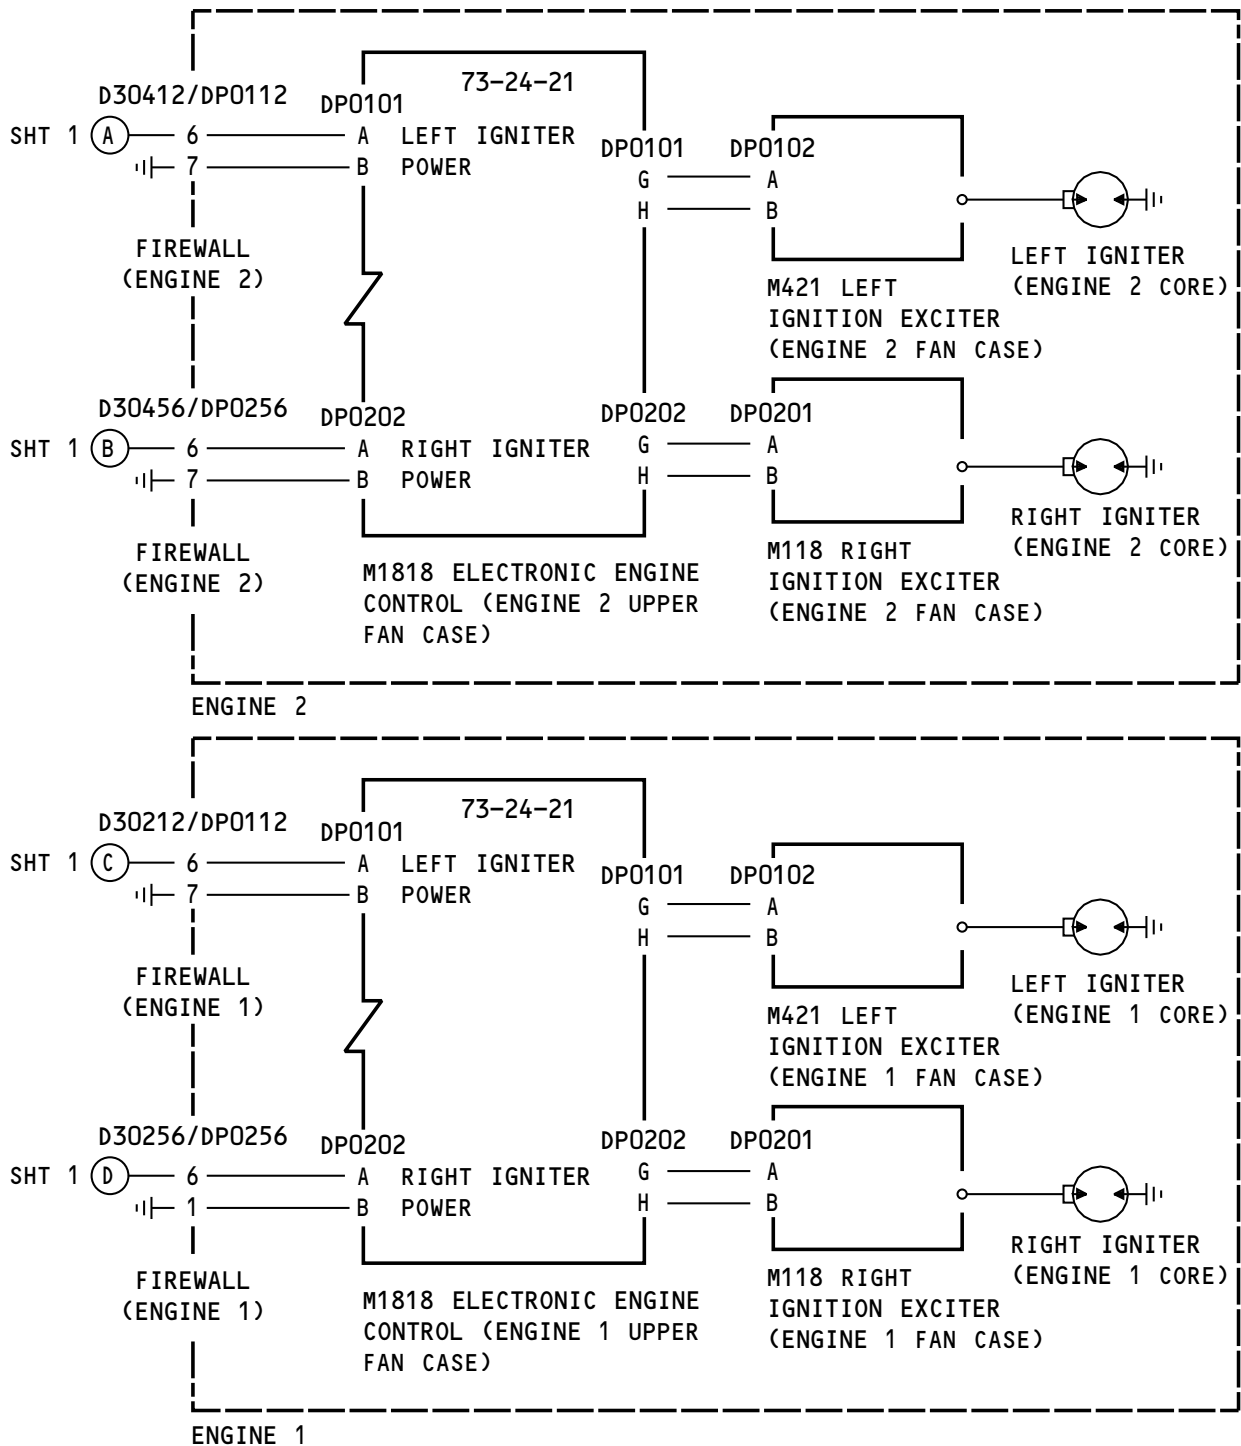 73-24-21
D30412/DP0112
DP0101
SHT 1 A 6 A LEFT IGNITER
7 B POWER
DP0101 DP0102
G A
H B
FIREWALL
(ENGINE 2)
LEFT IGNITER
(ENGINE 2 CORE)
M421 LEFT
IGNITION EXCITER
(ENGINE 2 FAN CASE)
D30456/DP0256
DP0202
SHT 1 B 6 A RIGHT IGNITER
7 B POWER
DP0202 DP0201
G A
H B
FIREWALL
(ENGINE 2)
RIGHT IGNITER
(ENGINE 2 CORE)
M118 RIGHT
IGNITION EXCITER
(ENGINE 2 FAN CASE)
M1818 ELECTRONIC ENGINE
CONTROL (ENGINE 2 UPPER
FAN CASE)
ENGINE 2
73-24-21
D30212/DP0112
DP0101
SHT 1 C 6 A LEFT IGNITER
7 B POWER
DP0101 DP0102
G A
H B
FIREWALL
(ENGINE 1)
LEFT IGNITER
(ENGINE 1 CORE)
M421 LEFT
IGNITION EXCITER
(ENGINE 1 FAN CASE)
D30256/DP0256
DP0202
SHT 1 D 6 A RIGHT IGNITER
1 B POWER
DP0202 DP0201
G A
H B
FIREWALL
(ENGINE 1)
RIGHT IGNITER
(ENGINE 1 CORE)
M118 RIGHT
IGNITION EXCITER
(ENGINE 1 FAN CASE)
M1818 ELECTRONIC ENGINE
CONTROL (ENGINE 1 UPPER
FAN CASE)
ENGINE 1